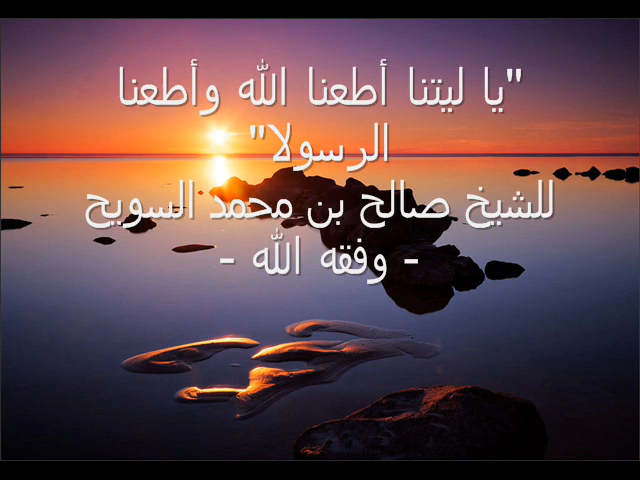 "يا ليتنا أطعنا الله وأطعنا
الرسولا"
للشيخ صالح بن محمد السويح
- وفقه الله -